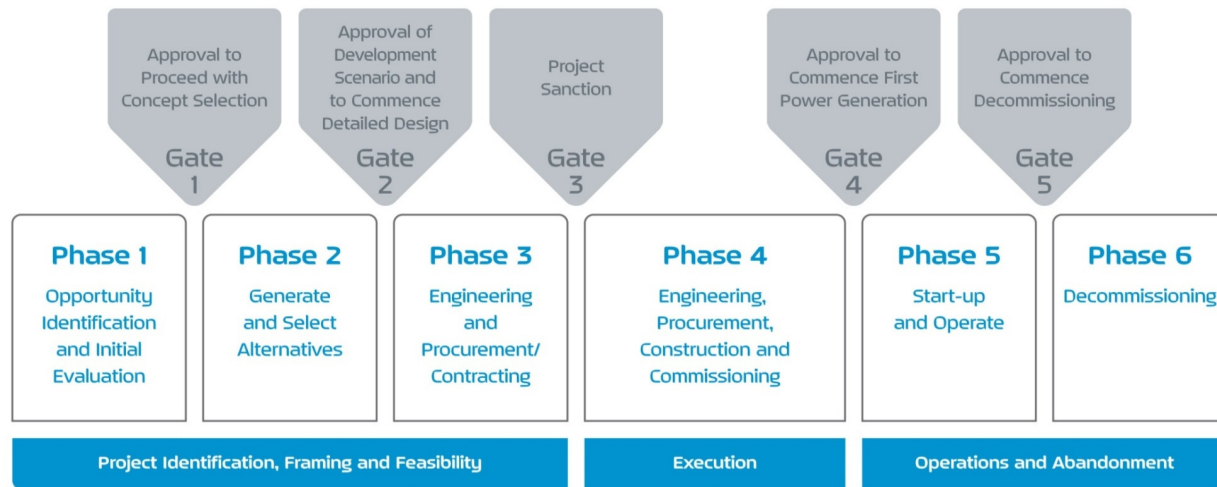 Approval to
Proceed with
Concept Selection
Gate
1
Approval of
Development
Scenario and
to Commence
Detailed Design
Gate
2
Project
Sanction
Gate
3
Approval to
Commence First
Power Generation
Gate
4
Approval to
Commence
Decommissioning
Gate
5
Phase 1
Opportunity
Identification
and Initial
Evaluation
Phase 2
Generate
and Select
Alternatives
Phase 3
Engineering
and
Procurement/
Contracting
Phase 4
Engineering,
Procurement,
Construction and
Commissioning
Phase 5
Start-up
and Operate
Phase 6
Decommissioning
Project Identification, Framing and Feasibility
Execution
Operations and Abandonment